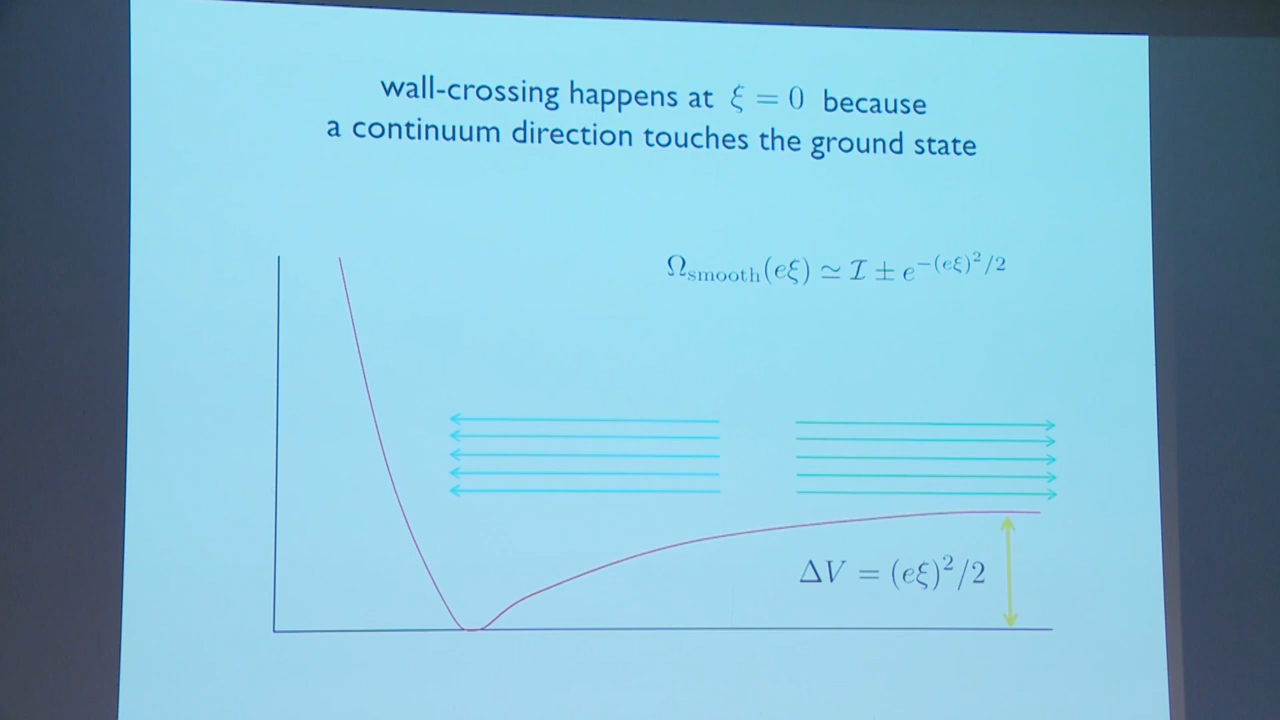 wall-crossing happens at ξ = 0 because
a continuum direction touches the ground state
Ω_smooth(eξ) ≃ ℐ ± e^{−(eξ)²/2}
ΔV = (eξ)²/2